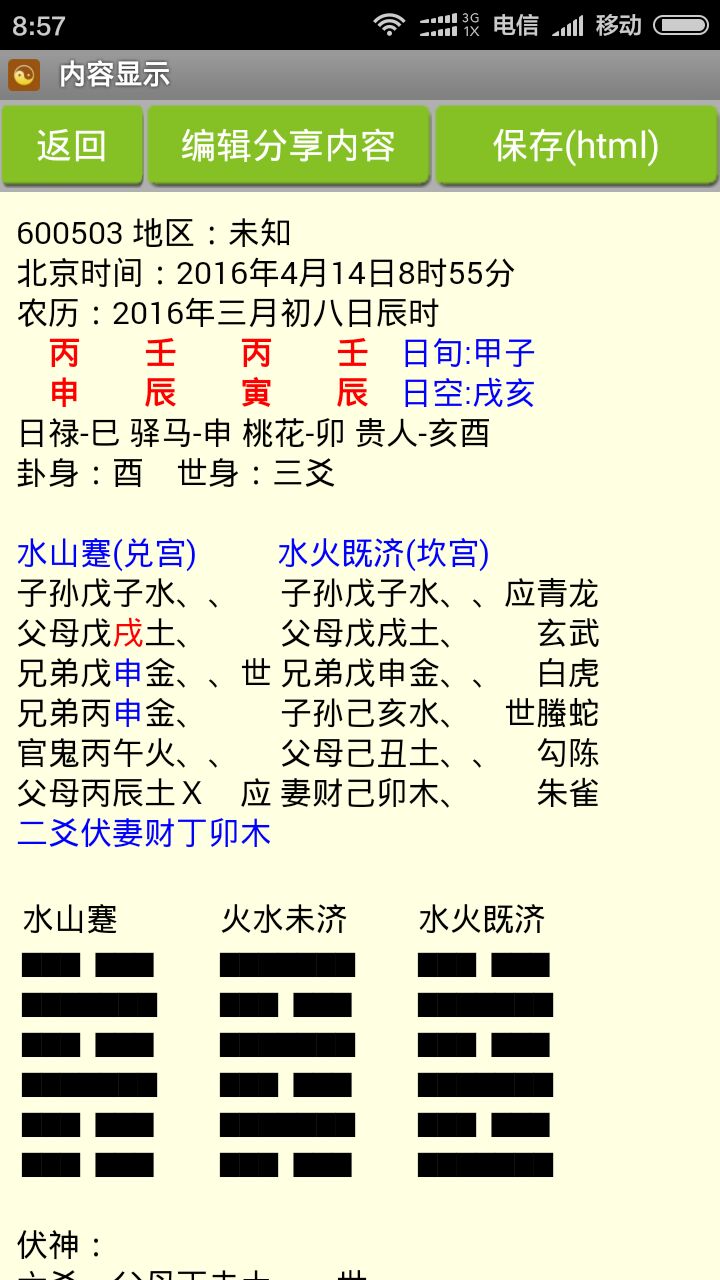 8:57 3G 1X 电信 移动
内容显示
返回 编辑分享内容 保存(html)
600503 地区：未知
北京时间：2016年4月14日8时55分
农历：2016年三月初八日辰时
丙 壬 丙 壬 日旬:甲子
申 辰 寅 辰 日空:戌亥
日禄-巳 驿马-申 桃花-卯 贵人-亥酉
卦身：酉 世身：三爻
水山蹇(兑宫) 水火既济(坎宫)
子孙戊子水、、 子孙戊子水、、应青龙
父母戊戌土、 父母戊戌土、 玄武
兄弟戊申金、、世 兄弟戊申金、、 白虎
兄弟丙申金、 子孙己亥水、 世螣蛇
官鬼丙午火、、 父母己丑土、、 勾陈
父母丙辰土Ｘ 应 妻财己卯木、 朱雀
二爻伏妻财丁卯木
水山蹇 火水未济 水火既济
伏神：